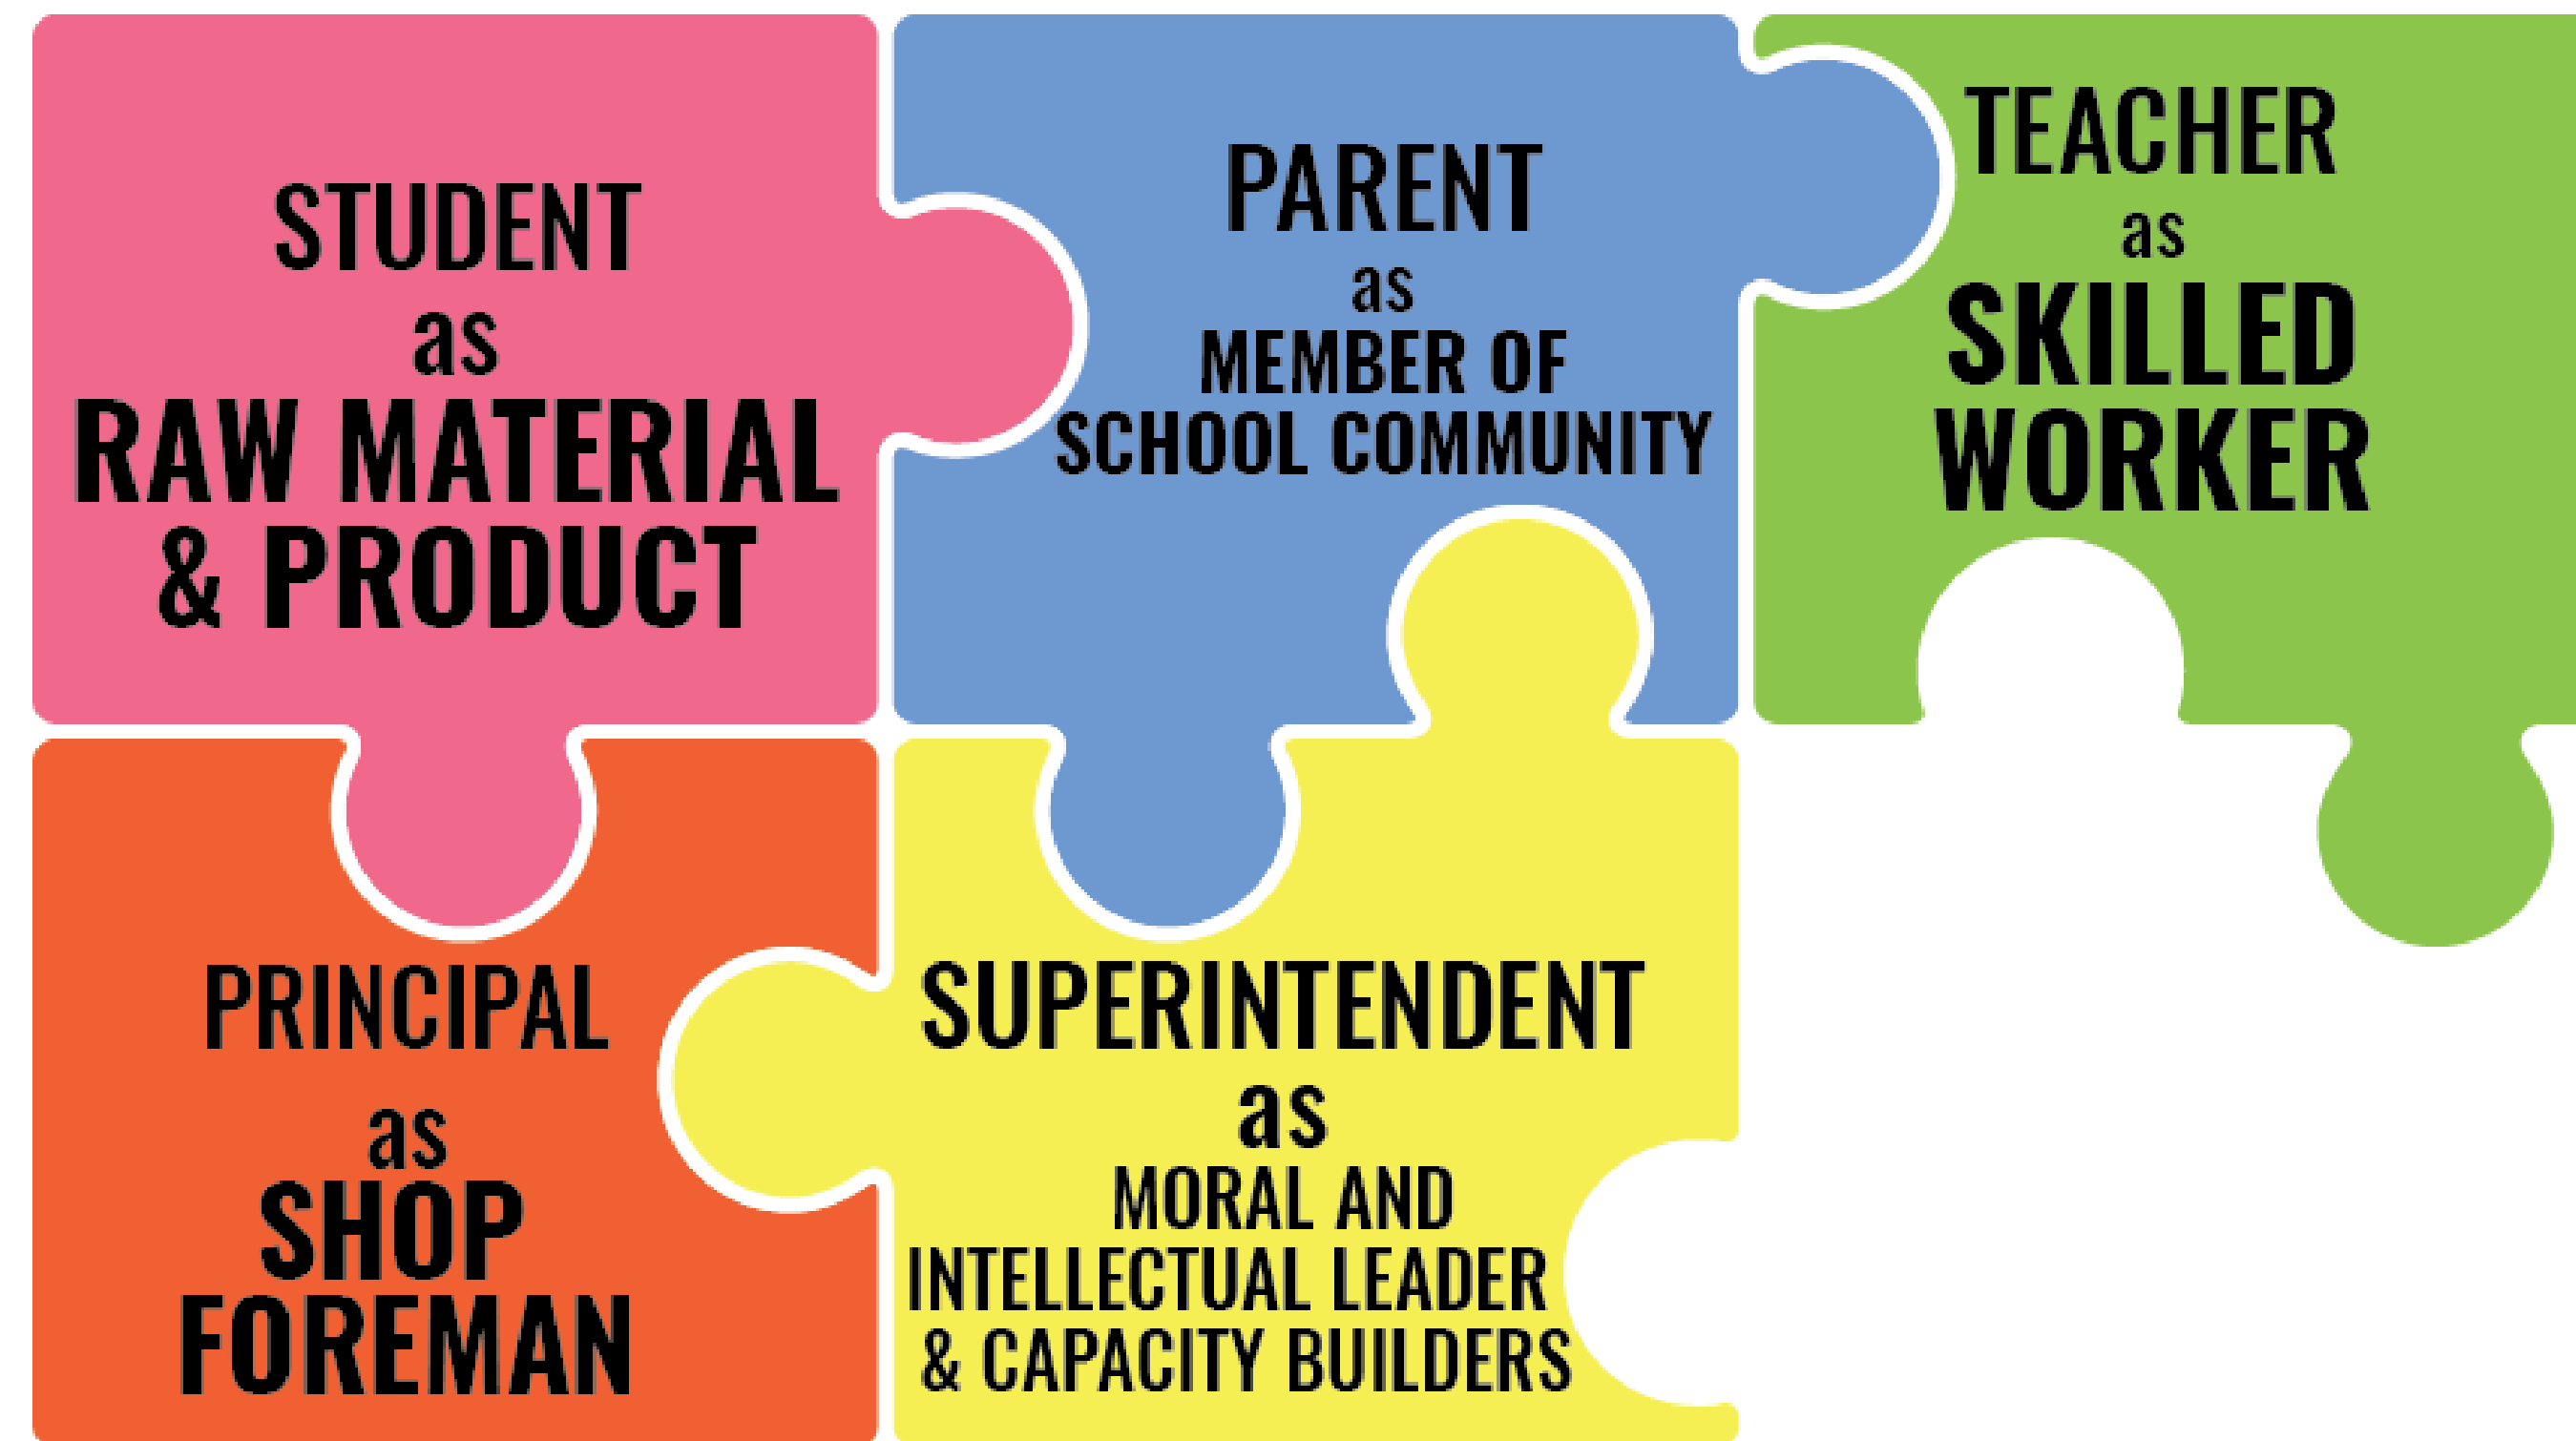 STUDENT
as
RAW MATERIAL
& PRODUCT
PARENT
as
MEMBER OF
SCHOOL COMMUNITY
TEACHER
as
SKILLED
WORKER
PRINCIPAL
as
SHOP
FOREMAN
SUPERINTENDENT
as
MORAL AND
INTELLECTUAL LEADER
& CAPACITY BUILDERS